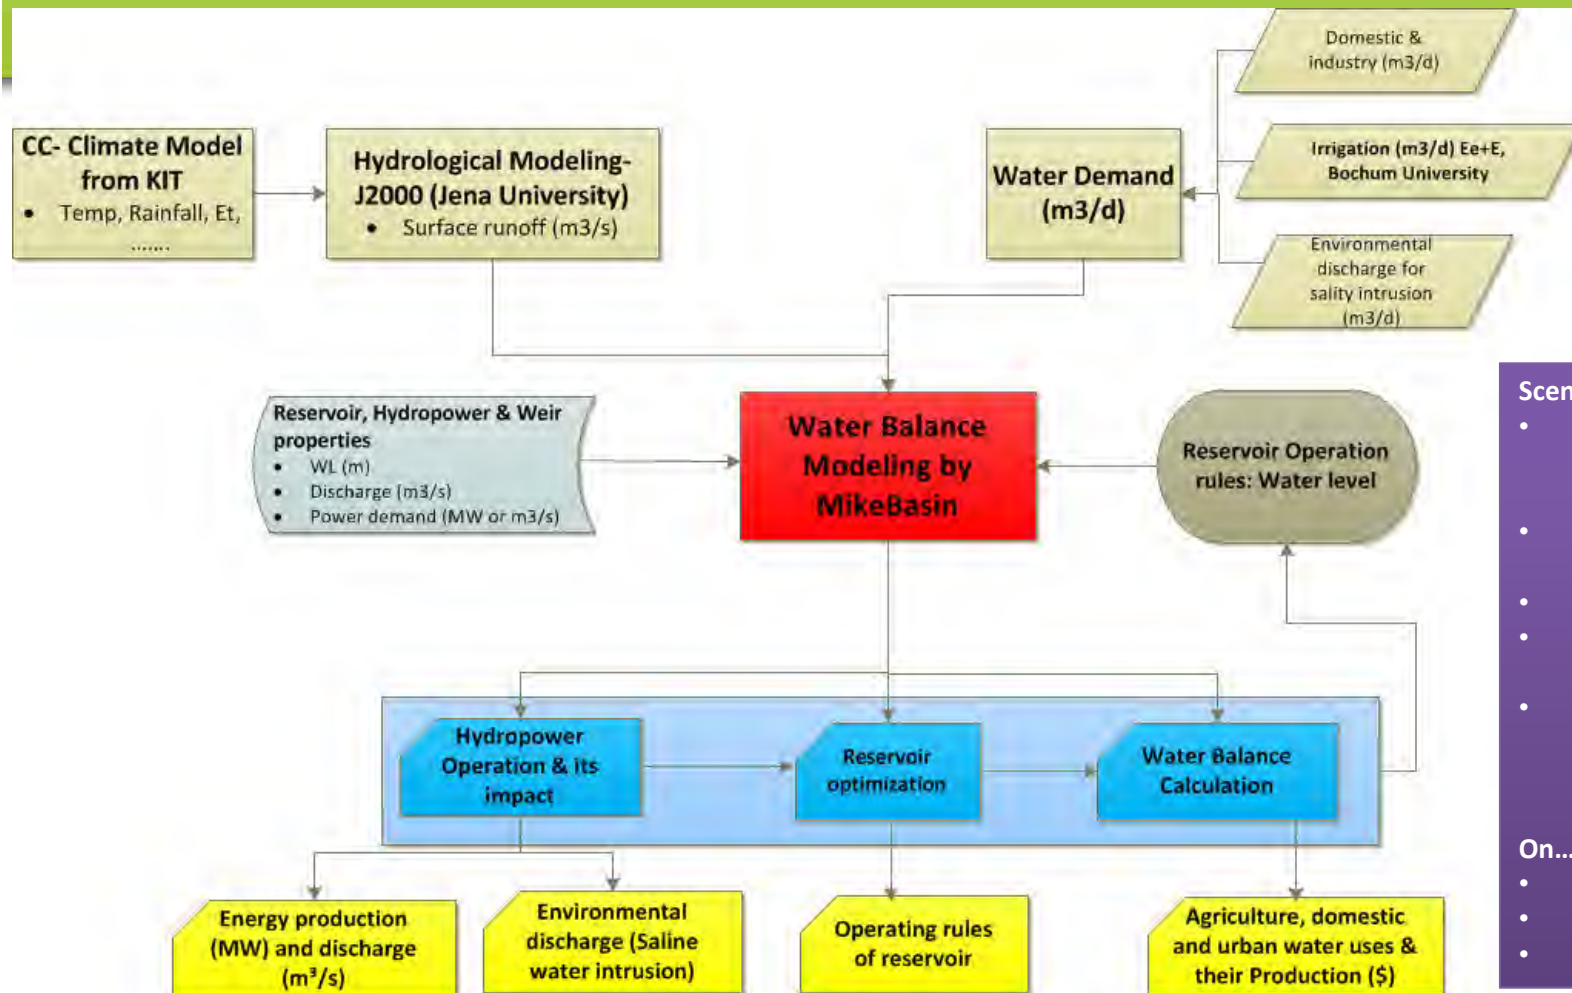 Domestic &
industry (m3/d)
CC- Climate Model
from KIT
• Temp, Rainfall, Et,
.......
Hydrological Modeling-
J2000 (Jena University)
• Surface runoff (m3/s)
Water Demand
(m3/d)
Irrigation (m3/d) Ee+E,
Bochum University
Environmental
discharge for
sality intrusion
(m3/d)
Reservoir, Hydropower & Weir
properties
• WL (m)
• Discharge (m3/s)
• Power demand (MW or m3/s)
Water Balance
Modeling by
MikeBasin
Reservoir Operation
rules: Water level
Scen
•
•
•
•
•
On...
•
•
•
Hydropower
Operation & its
impact
Reservoir
optimization
Water Balance
Calculation
Energy production
(MW) and discharge
(m³/s)
Environmental
discharge (Saline
water intrusion)
Operating rules
of reservoir
Agriculture, domestic
and urban water uses &
their Production ($)